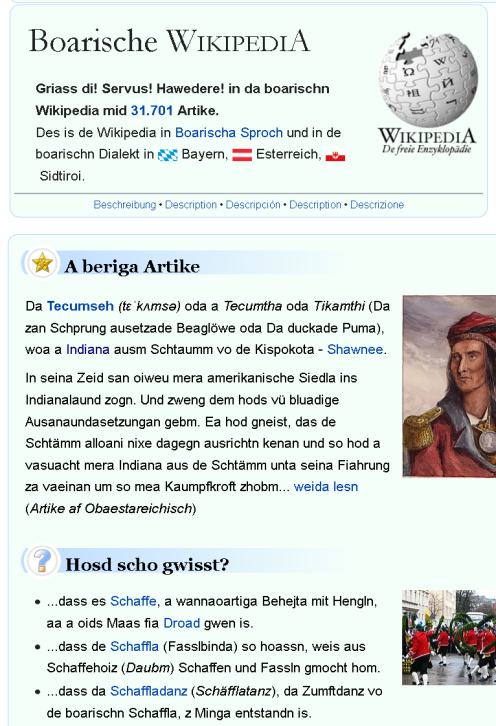 Boarische WIKIPEDIA
Griass di! Servus! Hawedere! in da boarischn
Wikipedia mid 31.701 Artike.
Des is de Wikipedia in Boarischa Sproch und in de
boarischn Dialekt in Bayern, Esterreich,
Sidtiroi.
WIKIPEDIA
De freie Enzyklopädie
Beschreibung • Description • Descripción • Description • Descrizione
A beriga Artike
Da Tecumseh (tɛˈkʌmsə) oda a Tecumtha oda Tikamthi (Da
zan Schprung ausetzade Beaglöwe oda Da duckade Puma),
woa a Indiana ausm Schtaumm vo de Kispokota - Shawnee.
In seina Zeid san oiweu mera amerikanische Siedla ins
Indianalaund zogn. Und zweng dem hods vü bluadige
Ausanaundasetzungen gebm. Ea hod gneist, das de
Schtämm alloani nixe dagegn ausrichtn kenan und so hod a
vasuacht mera Indiana aus de Schtämm unta seina Fiahrung
za vaeinan um so mea Kaumpfkroft zhobm... weida lesn
(Artike af Obaestareichisch)
Hosd scho gwisst?
• ...dass es Schaffe, a wannaoartiga Behejta mit Hengln,
aa a oids Maas fia Droad gwen is.
• ...dass de Schaffla (Fasslbinda) so hoassn, weis aus
Schaffehoiz (Daubm) Schaffen und Fassln gmocht hom.
• ...dass da Schaffladanz (Schäfflatanz), da Zumftdanz vo
de boarischn Schaffla, z Minga entstandn is.